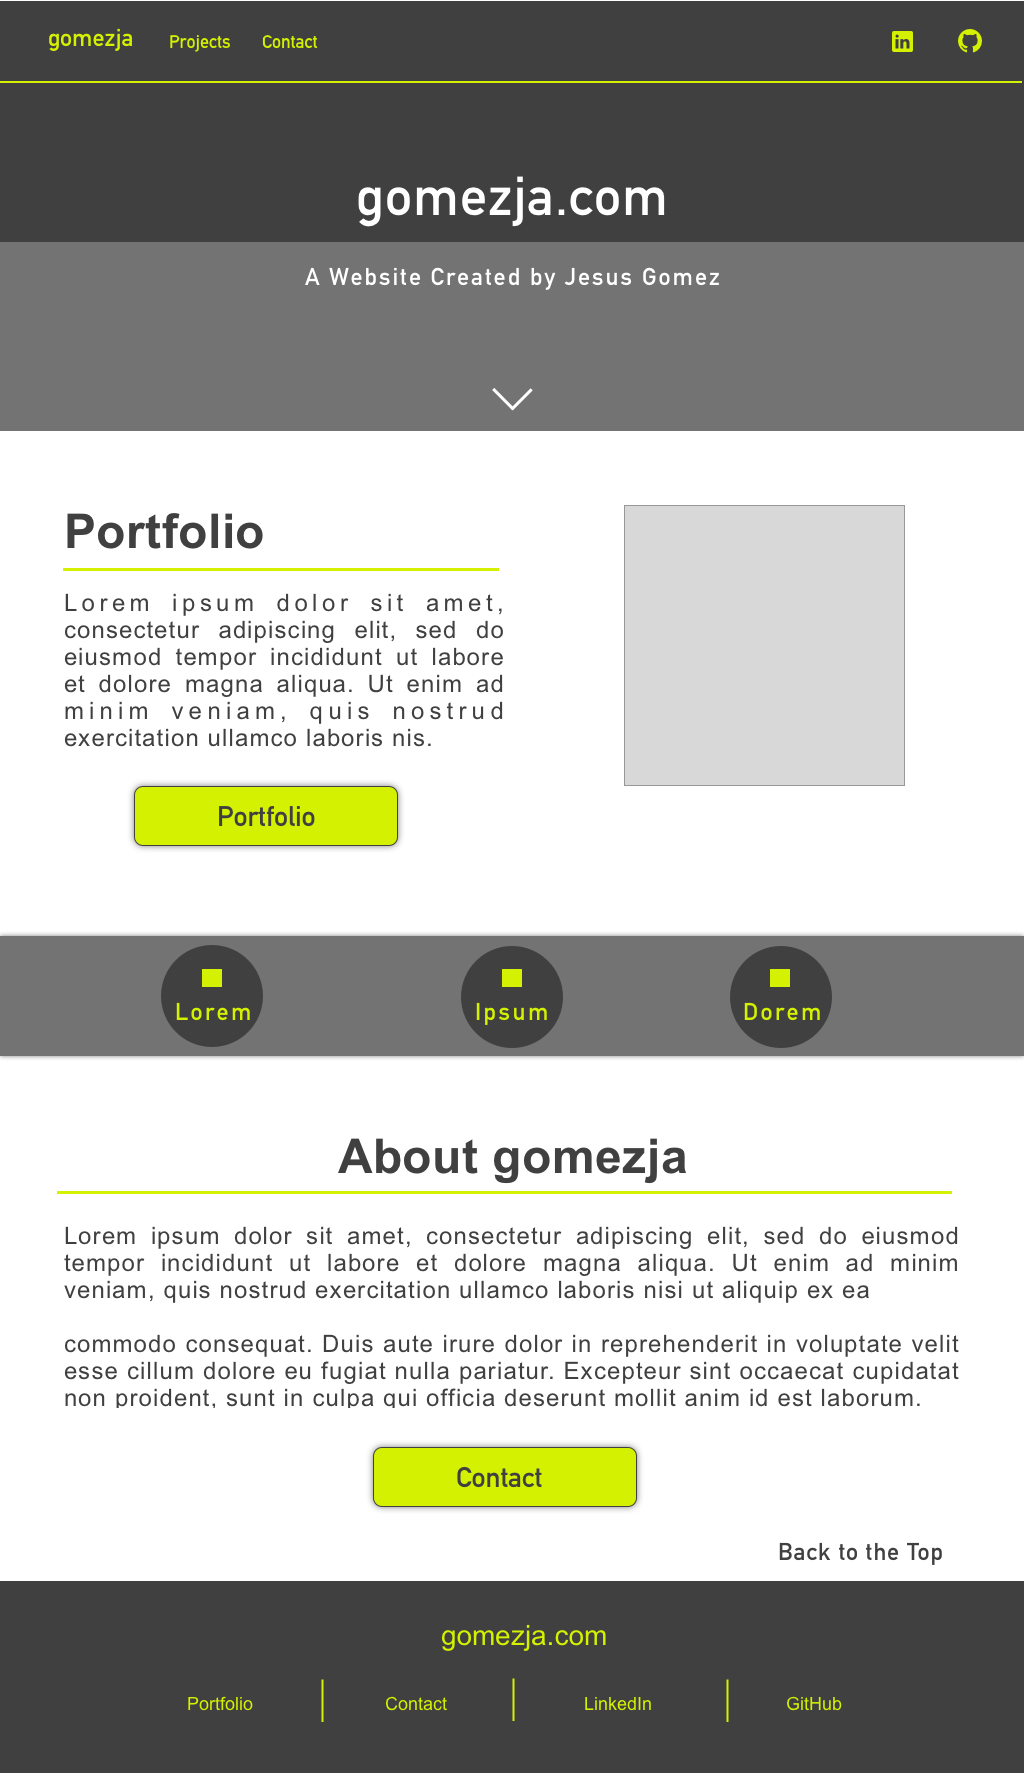 gomezja
Projects
Contact
in
gomezja.com
A Website Created by Jesus Gomez
Portfolio
Lorem ipsum dolor sit amet,
consectetur adipiscing elit, sed do
eiusmod tempor incididunt ut labore
et dolore magna aliqua. Ut enim ad
minim veniam, quis nostrud
exercitation ullamco laboris nis.
Portfolio
Lorem
Ipsum
Dorem
About gomezja
Lorem ipsum dolor sit amet, consectetur adipiscing elit, sed do eiusmod
tempor incididunt ut labore et dolore magna aliqua. Ut enim ad minim
veniam, quis nostrud exercitation ullamco laboris nisi ut aliquip ex ea
commodo consequat. Duis aute irure dolor in reprehenderit in voluptate velit
esse cillum dolore eu fugiat nulla pariatur. Excepteur sint occaecat cupidatat
non proident, sunt in culpa qui officia deserunt mollit anim id est laborum.
Contact
Back to the Top
gomezja.com
Portfolio
Contact
LinkedIn
GitHub